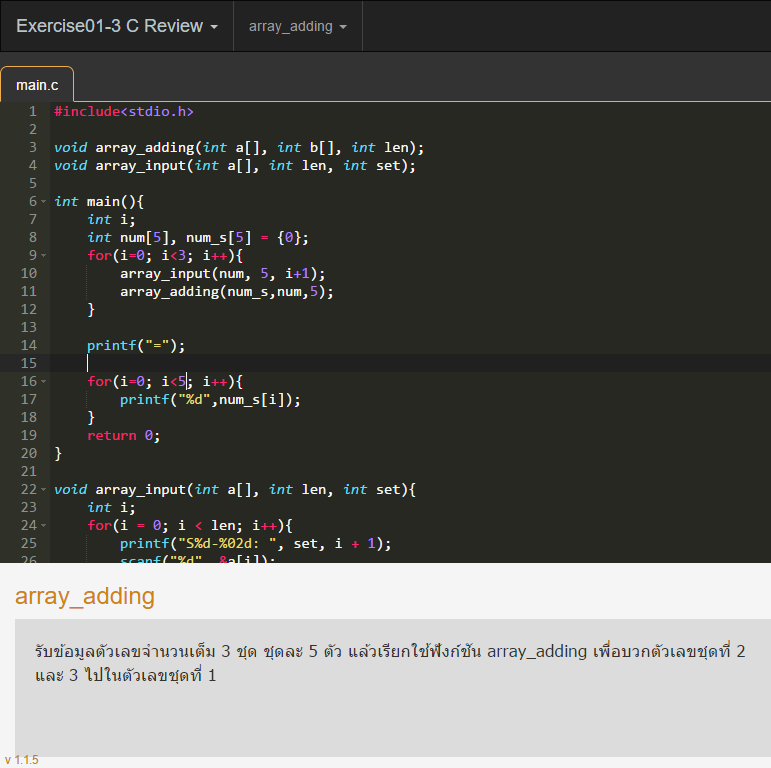 Exercise01-3 C Review
array_adding
main.c
1 #include<stdio.h>
2
3 void array_adding(int a[], int b[], int len);
4 void array_input(int a[], int len, int set);
5
6 int main(){
7 int i;
8 int num[5], num_s[5] = {0};
9 for(i=0; i<3; i++){
10 array_input(num, 5, i+1);
11 array_adding(num_s,num,5);
12 }
13
14 printf("=");
15
16 for(i=0; i<5; i++){
17 printf("%d",num_s[i]);
18 }
19 return 0;
20 }
21
22 void array_input(int a[], int len, int set){
23 int i;
24 for(i = 0; i < len; i++){
25 printf("S%d-%02d: ", set, i + 1);
26 scanf("%d", &a[i]);
array_adding
รับข้อมูลตัวเลขจำนวนเต็ม 3 ชุด ชุดละ 5 ตัว แล้วเรียกใช้ฟังก์ชัน array_adding เพื่อบวกตัวเลขชุดที่ 2
และ 3 ไปในตัวเลขชุดที่ 1
v 1.1.5